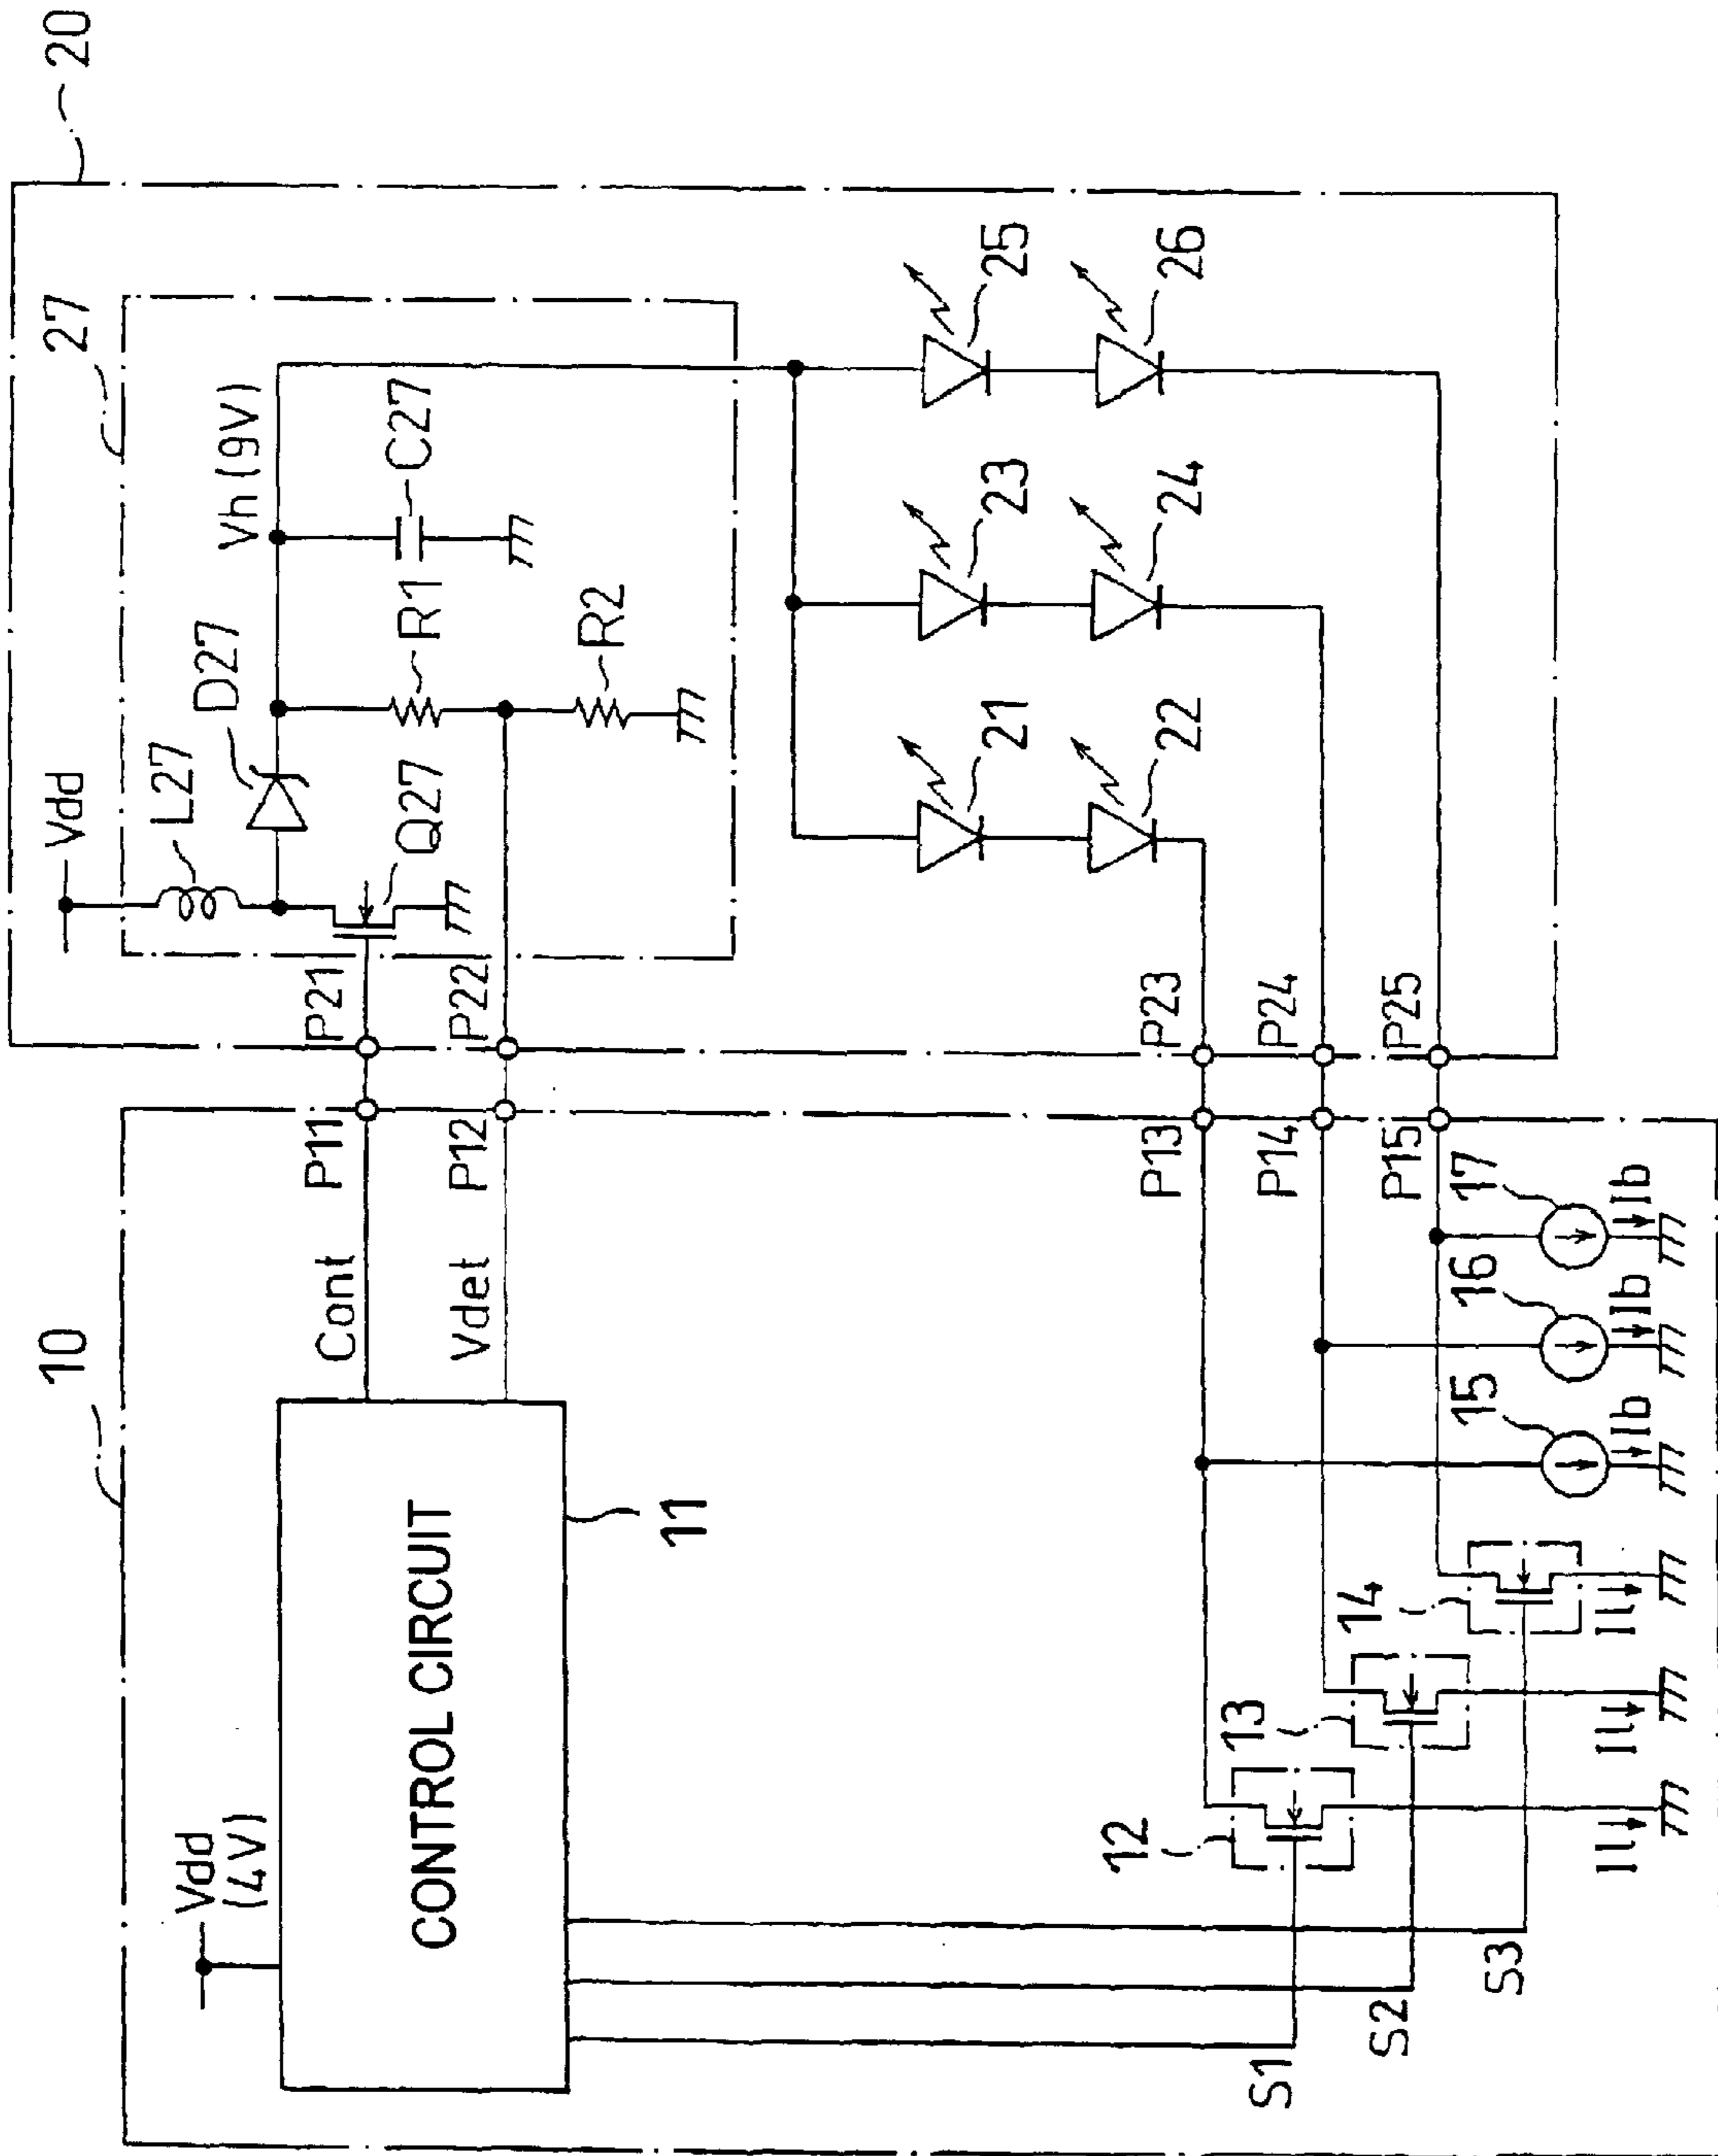 10
20
27
Vdd
(4V)
Vdd
L27
D27
Vh(9V)
C27
R1
R2
Q27
CONTROL CIRCUIT
11
Cont
Vdet
P11
P21
P12
P22
21
22
23
24
25
26
P13
P23
P14
P24
P15
P25
S1
S2
S3
12
13
14
15
16
17
Il
Il
Il
Ib
Ib
Ib